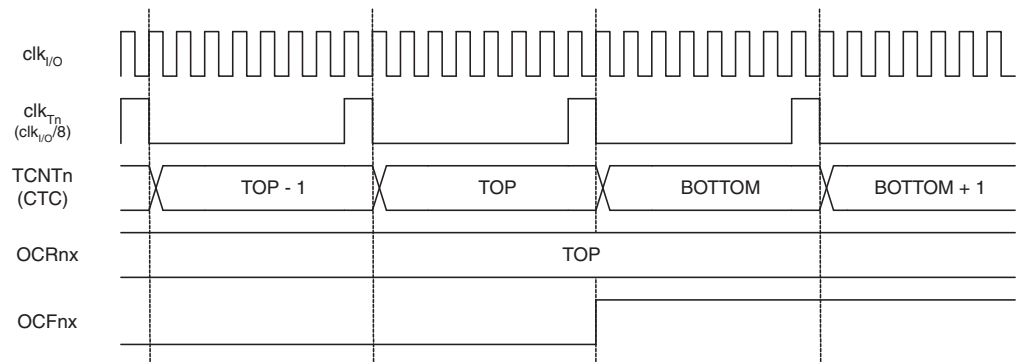 clkI/O
clkTn
(clkI/O/8)
TCNTn
(CTC)
TOP - 1
TOP
BOTTOM
BOTTOM + 1
OCRnx
TOP
OCFnx